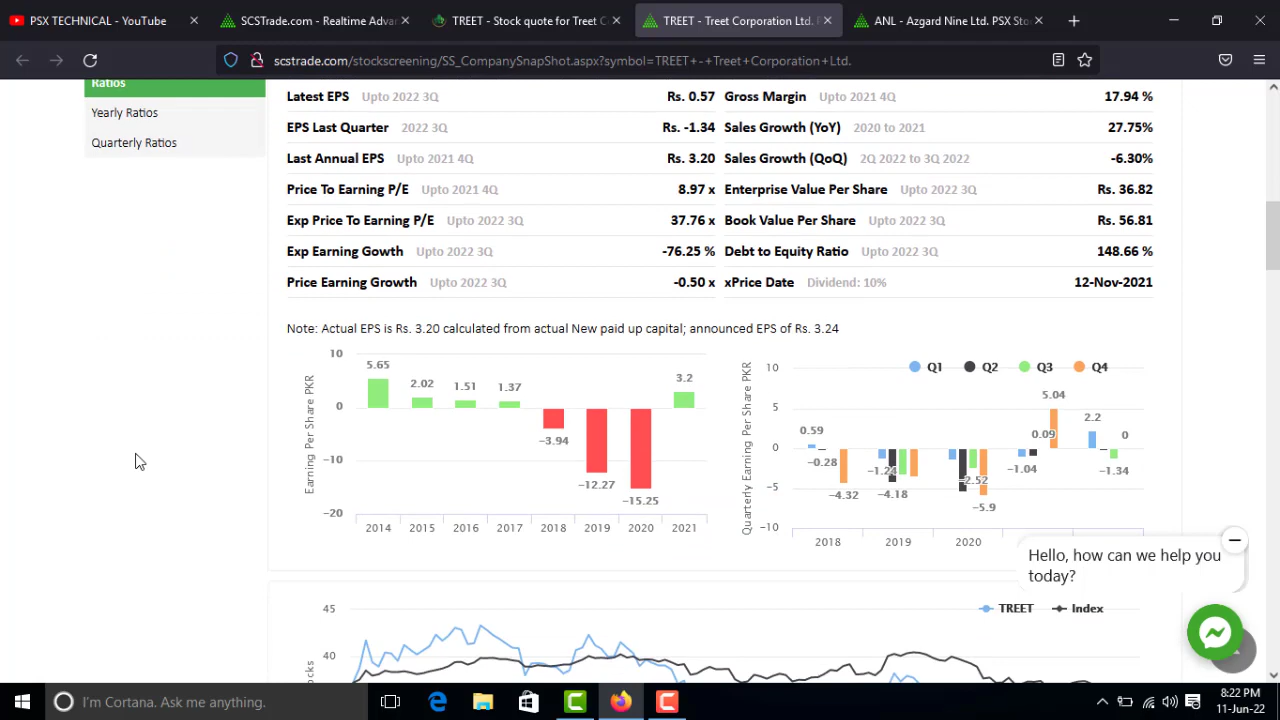 PSX TECHNICAL - YouTube
SCSTrade.com - Realtime Adva
TREET - Stock quote for Treet C
TREET - Treet Corporation Ltd. P
ANL - Azgard Nine Ltd. PSX Sto
scstrade.com/stockscreening/SS_CompanySnapShot.aspx?symbol=TREET+-+Treet+Corporation+Ltd.
Ratios
Yearly Ratios
Quarterly Ratios
Latest EPS Upto 2022 3Q Rs. 0.57 Gross Margin Upto 2021 4Q 17.94 %
EPS Last Quarter 2022 3Q Rs. -1.34 Sales Growth (YoY) 2020 to 2021 27.75%
Last Annual EPS Upto 2021 4Q Rs. 3.20 Sales Growth (QoQ) 2Q 2022 to 3Q 2022 -6.30%
Price To Earning P/E Upto 2021 4Q 8.97 x Enterprise Value Per Share Upto 2022 3Q Rs. 36.82
Exp Price To Earning P/E Upto 2022 3Q 37.76 x Book Value Per Share Upto 2022 3Q Rs. 56.81
Exp Earning Gowth Upto 2022 3Q -76.25 % Debt to Equity Ratio Upto 2022 3Q 148.66 %
Price Earning Growth Upto 2022 3Q -0.50 x xPrice Date Dividend: 10% 12-Nov-2021
Note: Actual EPS is Rs. 3.20 calculated from actual New paid up capital; announced EPS of Rs. 3.24
Earning Per Share PKR
10
0
-10
-20
5.65
2.02
1.51
1.37
-3.94
-12.27
-15.25
3.2
2014 2015 2016 2017 2018 2019 2020 2021
Quarterly Earning Per Share PKR
Q1 Q2 Q3 Q4
10
5
0
-5
-10
0.59
-0.28
-4.32
-4.18
-2.52
-5.9
-1.04
0.09
5.04
2.2
0
-1.34
2018 2019 2020
Hello, how can we help you
today?
45
40
TREET Index
I'm Cortana. Ask me anything.
8:22 PM
11-Jun-22